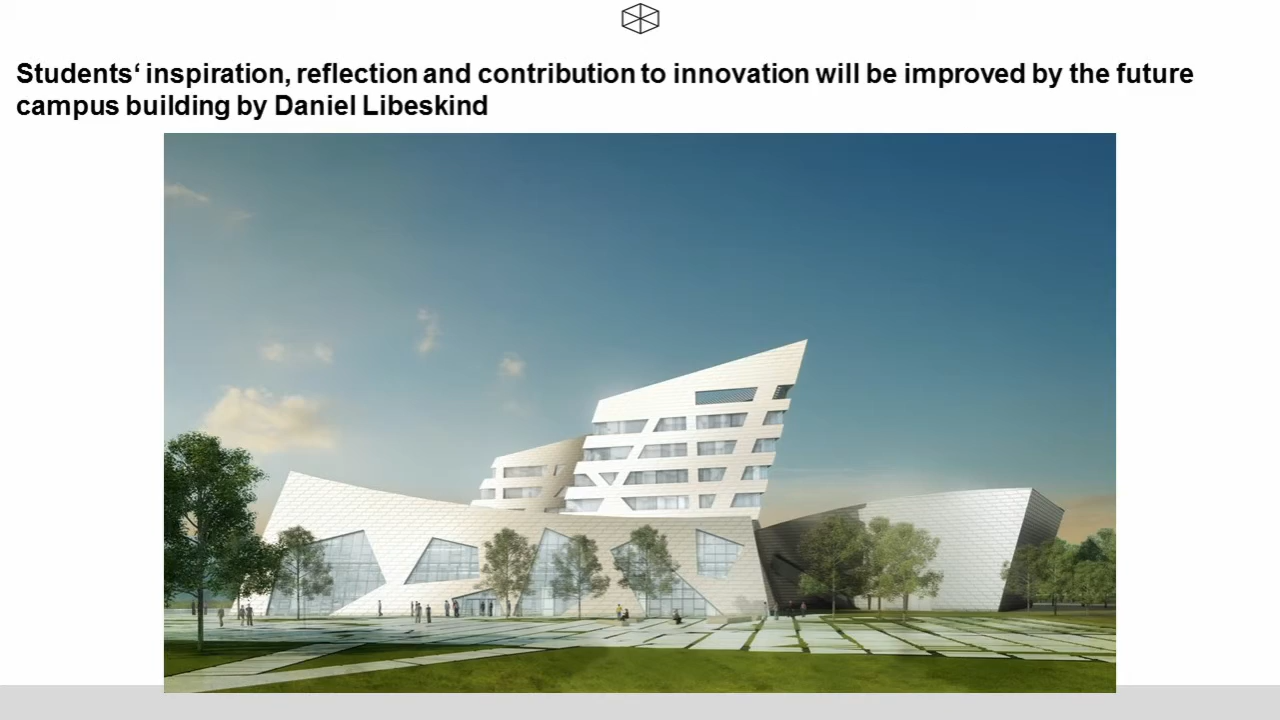 Students‘ inspiration, reflection and contribution to innovation will be improved by the future
campus building by Daniel Libeskind